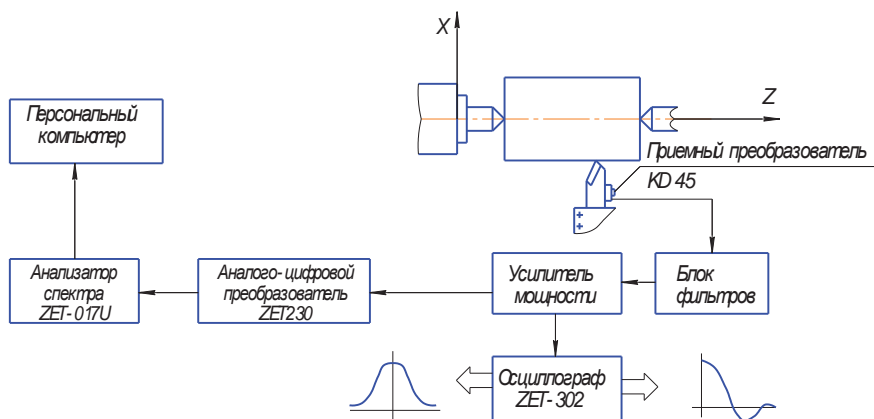 X
Z
Персональный
компьютер
Приемный преобразователь
KD 45
Анализатор
спектра
ZET-017U
Аналого-цифровой
преобразователь
ZET230
Усилитель
мощности
Блок
фильтров
Осциллограф
ZET-302